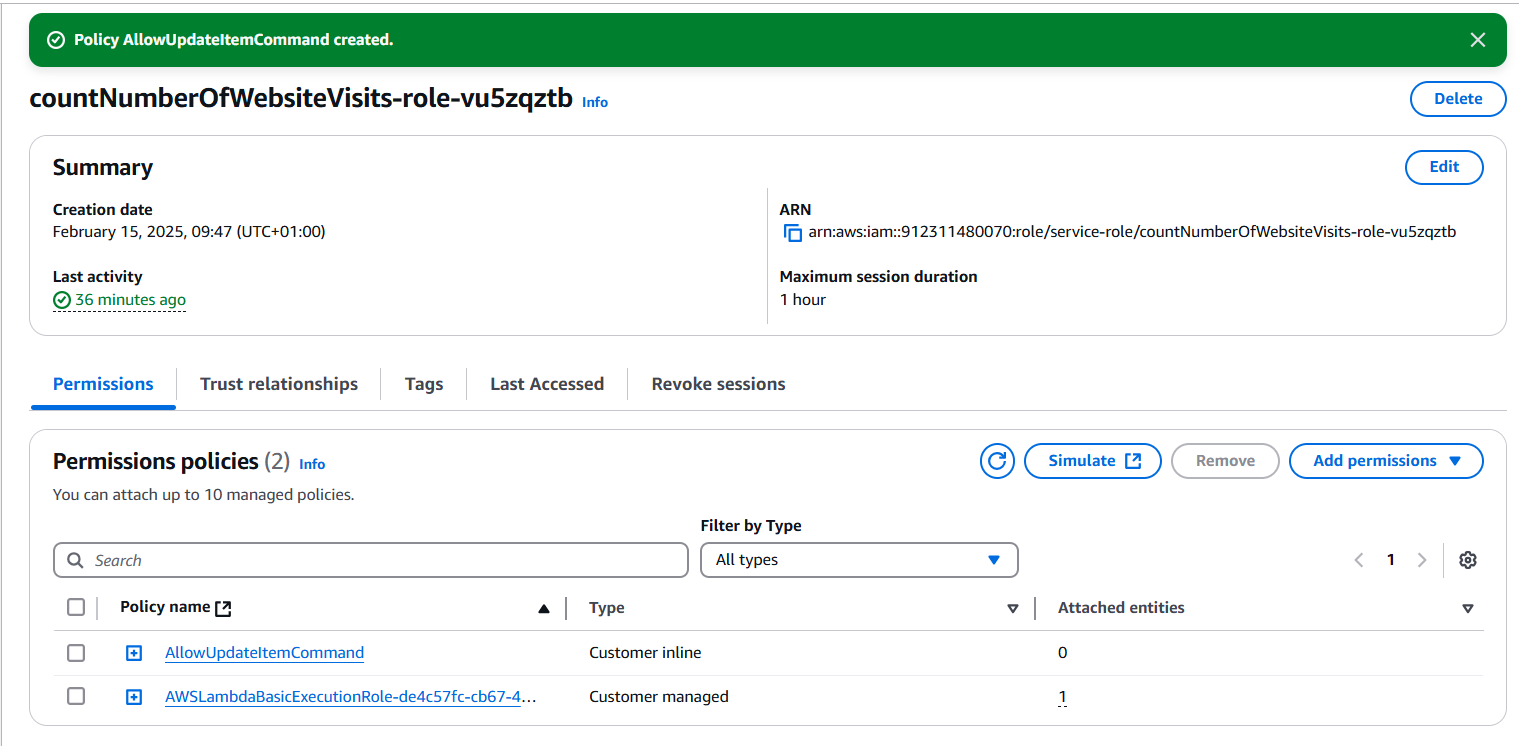 Policy AllowUpdateItemCommand created.
countNumberOfWebsiteVisits-role-vu5zqztb Info
Delete
Summary
Edit
Creation date
February 15, 2025, 09:47 (UTC+01:00)
ARN
arn:aws:iam::912311480070:role/service-role/countNumberOfWebsiteVisits-role-vu5zqztb
Last activity
36 minutes ago
Maximum session duration
1 hour
Permissions Trust relationships Tags Last Accessed Revoke sessions
Permissions policies (2) Info
Simulate Remove Add permissions
You can attach up to 10 managed policies.
Filter by Type
Search
All types
1
Policy name Type Attached entities
AllowUpdateItemCommand Customer inline 0
AWSLambdaBasicExecutionRole-de4c57fc-cb67-4... Customer managed 1